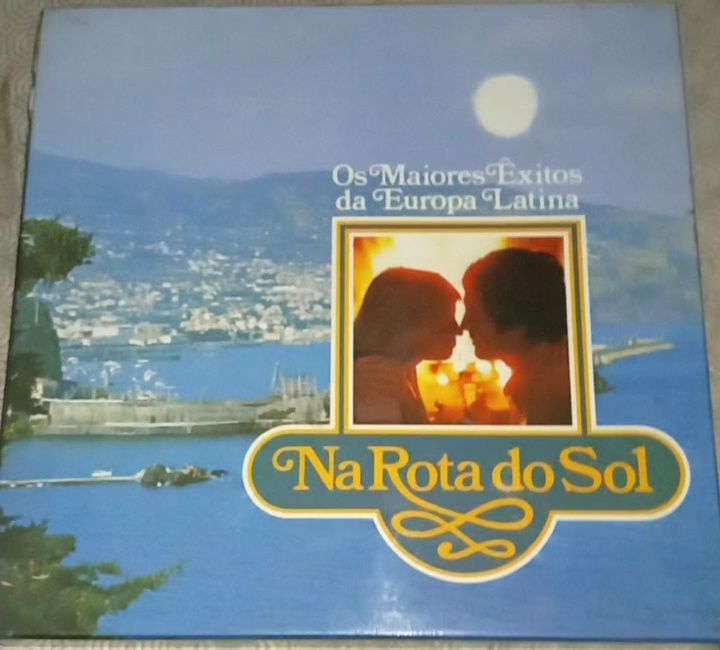 Os Maiores Êxitos
da Europa Latina
Na Rota do Sol